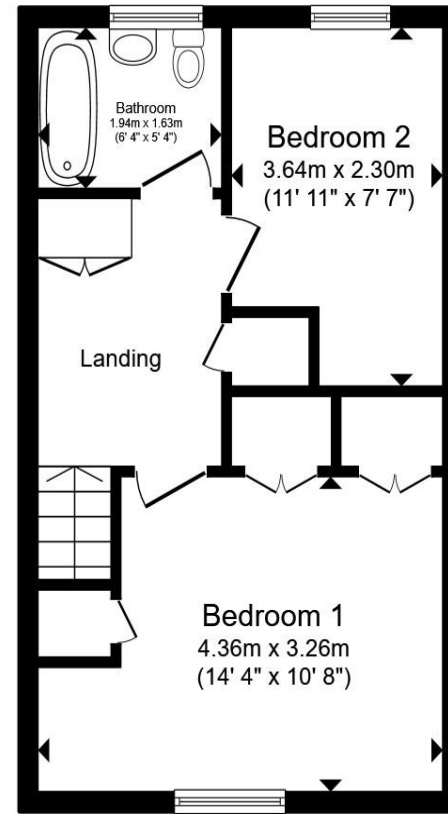 Bathroom
1.94m x 1.63m
(6' 4" x 5' 4")
Bedroom 2
3.64m x 2.30m
(11' 11" x 7' 7")
Landing
Bedroom 1
4.36m x 3.26m
(14' 4" x 10' 8")